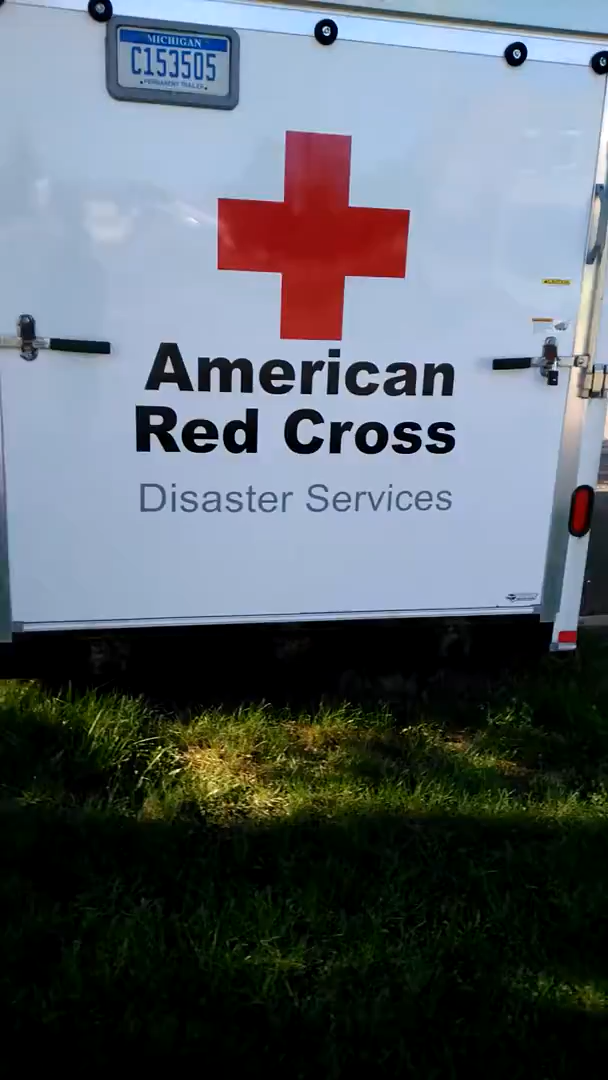 MICHIGAN
C153505
PERMANENT TRAILER
American
Red Cross
Disaster Services